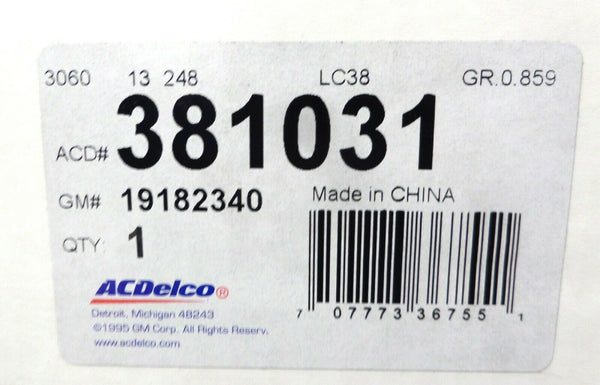 3060 13 248 LC38 GR.0.859
ACD# 381031
GM# 19182340 Made in CHINA
QTY: 1
ACDelco®
Detroit, Michigan 48243
©1995 GM Corp. All Rights Reserv.
www.acdelco.com
7 07773 36755 1